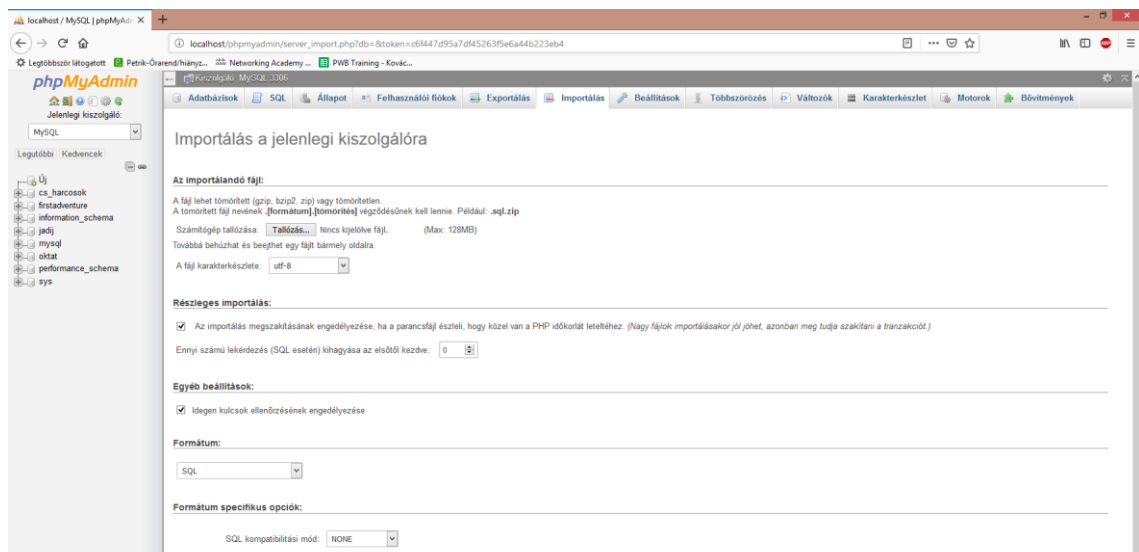 localhost / MySQL | phpMyAdm
localhost/phpmyadmin/server_import.php?db=&token=c6f447d95a7df45263f5e6a44b223eb4
Legtöbbször látogatott Petrik-Órarend/hiányz... Networking Academy ... PWB Training - Kovác...
phpMyAdmin
Jelenlegi kiszolgáló:
MySQL
Legutóbbi Kedvencek
Új
cs_harcosok
firstadventure
information_schema
jadij
mysql
oktat
performance_schema
sys
Kiszolgáló: MySQL:3306
Adatbázisok SQL Állapot Felhasználói fiókok Exportálás Importálás Beállítások Többszörözés Változók Karakterkészlet Motorok Bővítmények
Importálás a jelenlegi kiszolgálóra
Az importálandó fájl:
A fájl lehet tömörített (gzip, bzip2, zip) vagy tömörítetlen.
A tömörített fájl nevének .[formátum].[tömörítés] végződésűnek kell lennie. Például: .sql.zip
Számítógép tallózása: Tallózás... Nincs kijelölve fájl. (Max: 128MB)
Továbbá behúzhat és beejthet egy fájlt bármely oldalra.
A fájl karakterkészlete: utf-8
Részleges importálás:
Az importálás megszakításának engedélyezése, ha a parancsfájl észleli, hogy közel van a PHP időkorlát leteltéhez. (Nagy fájlok importálásakor jól jöhet, azonban meg tudja szakítani a tranzakciót.)
Ennyi számú lekérdezés (SQL esetén) kihagyása az elsőtől kezdve: 0
Egyéb beállítások:
Idegen kulcsok ellenőrzésének engedélyezése
Formátum:
SQL
Formátum specifikus opciók:
SQL kompatibilitási mód: NONE